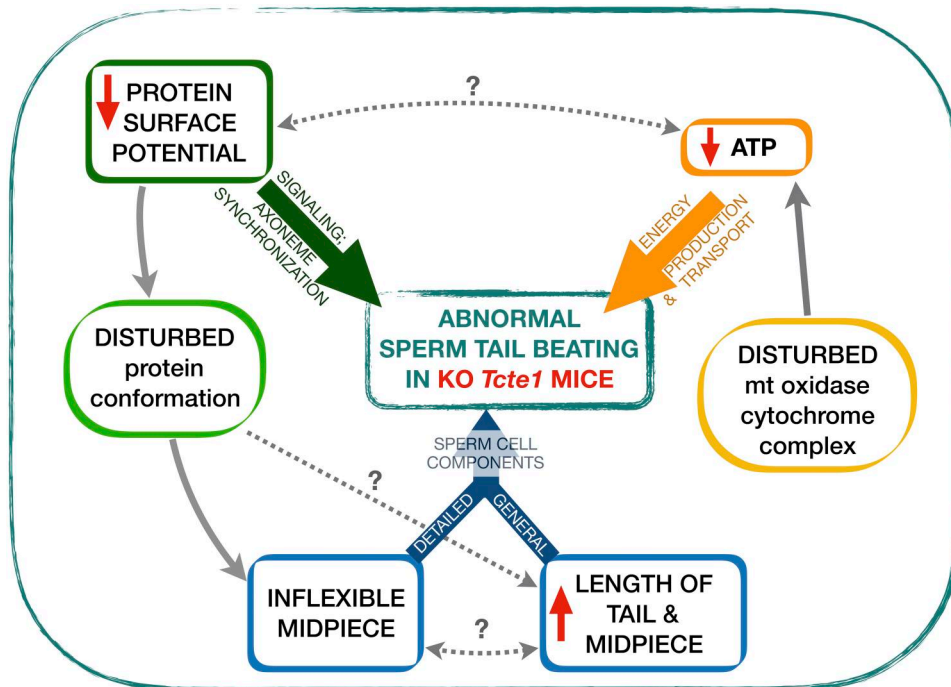 PROTEIN
SURFACE
POTENTIAL
?
ATP
SIGNALING;
AXONEME
SYNCHRONIZATION
ENERGY
PRODUCTION
& TRANSPORT
ABNORMAL
SPERM TAIL BEATING
IN KO Tcte1 MICE
DISTURBED
protein
conformation
DISTURBED
mt oxidase
cytochrome
complex
SPERM CELL
COMPONENTS
?
DETAILED
GENERAL
INFLEXIBLE
MIDPIECE
?
LENGTH OF
TAIL &
MIDPIECE